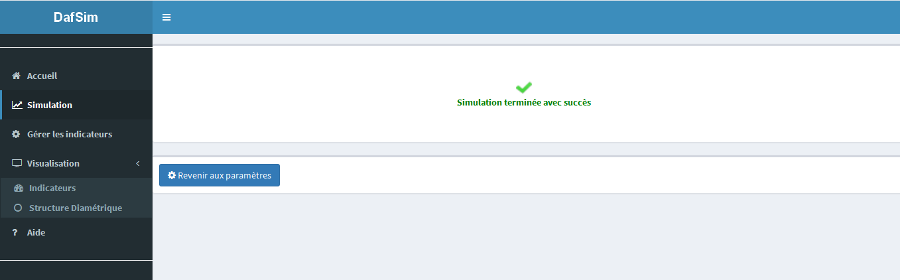 DafSim
Accueil
Simulation
Gérer les indicateurs
Visualisation
Indicateurs
Structure Diamétrique
Aide
Simulation terminée avec succès
Revenir aux paramètres